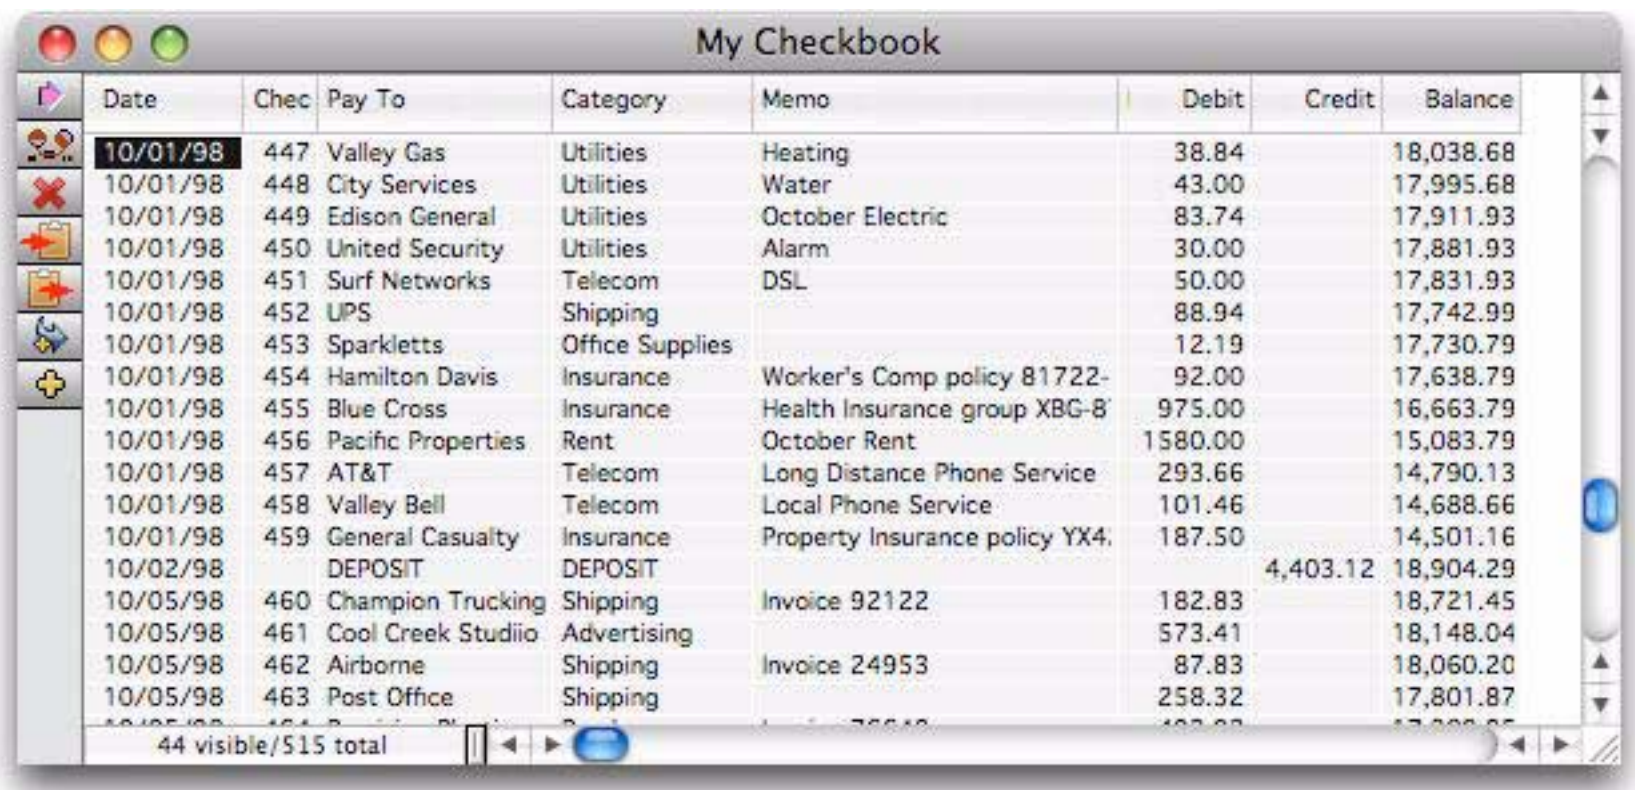 My Checkbook
Date Chec Pay To Category Memo Debit Credit Balance
10/01/98 447 Valley Gas Utilities Heating 38.84 18,038.68
10/01/98 448 City Services Utilities Water 43.00 17,995.68
10/01/98 449 Edison General Utilities October Electric 83.74 17,911.93
10/01/98 450 United Security Utilities Alarm 30.00 17,881.93
10/01/98 451 Surf Networks Telecom DSL 50.00 17,831.93
10/01/98 452 UPS Shipping 88.94 17,742.99
10/01/98 453 Sparkletts Office Supplies 12.19 17,730.79
10/01/98 454 Hamilton Davis Insurance Worker's Comp policy 81722- 92.00 17,638.79
10/01/98 455 Blue Cross Insurance Health Insurance group XBG-8 975.00 16,663.79
10/01/98 456 Pacific Properties Rent October Rent 1580.00 15,083.79
10/01/98 457 AT&T Telecom Long Distance Phone Service 293.66 14,790.13
10/01/98 458 Valley Bell Telecom Local Phone Service 101.46 14,688.66
10/01/98 459 General Casualty Insurance Property Insurance policy YX4 187.50 14,501.16
10/02/98 DEPOSIT DEPOSIT 4,403.12 18,904.29
10/05/98 460 Champion Trucking Shipping Invoice 92122 182.83 18,721.45
10/05/98 461 Cool Creek Studiio Advertising 573.41 18,148.04
10/05/98 462 Airborne Shipping Invoice 24953 87.83 18,060.20
10/05/98 463 Post Office Shipping 258.32 17,801.87
44 visible/515 total